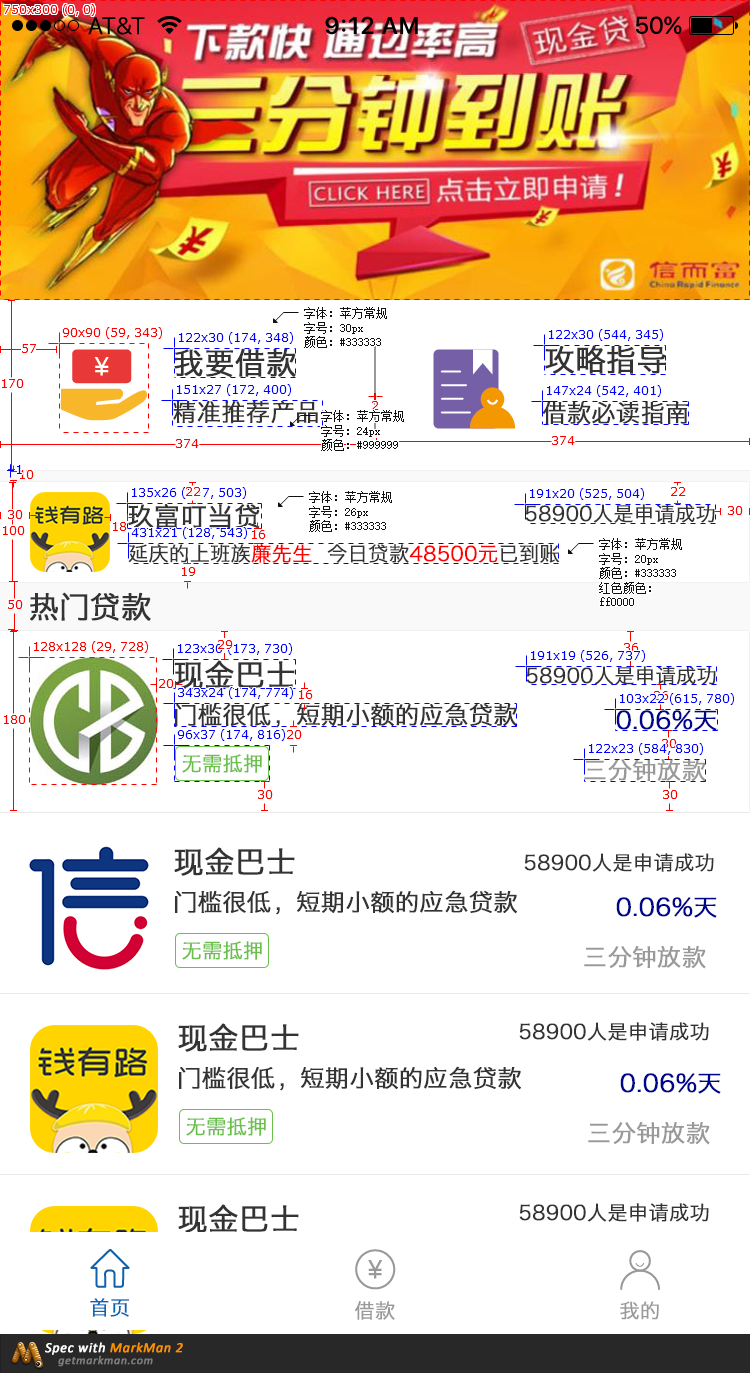 750x300 (0, 0)
AT&T
9:12 AM
50%
下款快 通过率高
现金贷
三分钟到账
CLICK HERE
点击立即申请!
信而富
China Rapid Finance
字体: 苹方常规
字号: 30px
颜色: #333333
90x90 (59, 343)
122x30 (174, 348)
122x30 (544, 345)
57
我要借款
攻略指导
170
151x27 (172, 400)
147x24 (542, 401)
2
精准推荐产品
借款必读指南
字体: 苹方常规
字号: 24px
颜色: #999999
374
374
1
10
135x26 (127, 503)
22
字体: 苹方常规
字号: 26px
颜色: #333333
191x20 (525, 504)
22
30
钱有路
18
玖富叮当贷
58900人是申请成功
30
100
431x21 (128, 543)
16
延庆的上班族廉先生 今日贷款48500元已到账
字体: 苹方常规
字号: 20px
颜色: #333333
红色颜色:
ff0000
19
50
热门贷款
128x128 (29, 728)
123x30 (173, 730)
29
36
191x19 (526, 737)
现金巴士
58900人是申请成功
20
343x24 (174, 774)
16
103x22 (615, 780)
180
门槛很低，短期小额的应急贷款
0.06%天
96x37 (174, 816)
20
20
122x23 (584, 830)
无需抵押
三分钟放款
30
30
现金巴士
58900人是申请成功
门槛很低，短期小额的应急贷款
0.06%天
无需抵押
三分钟放款
钱有路
现金巴士
58900人是申请成功
门槛很低，短期小额的应急贷款
0.06%天
无需抵押
三分钟放款
现金巴士
58900人是申请成功
首页
借款
我的
Spec with MarkMan 2
getmarkman.com